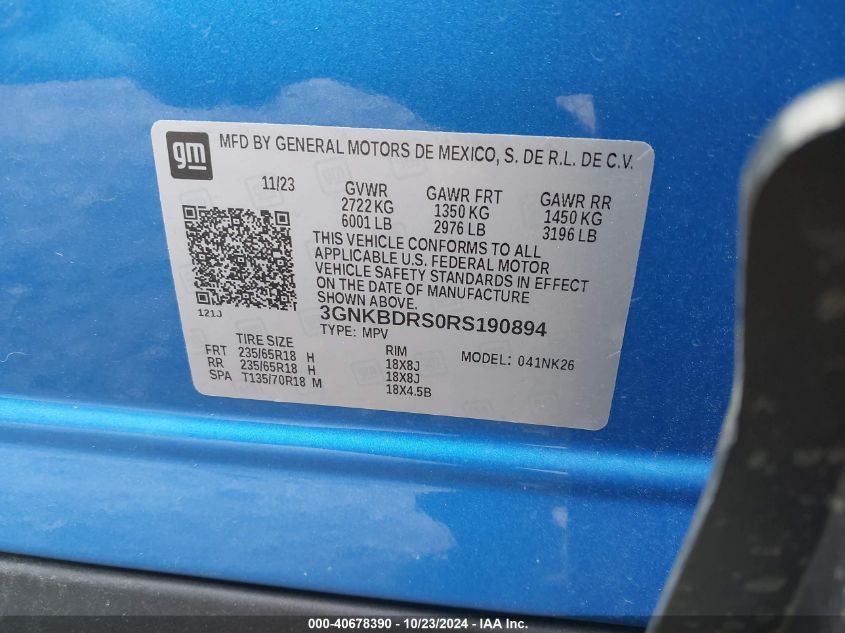 gm
MFD BY GENERAL MOTORS DE MEXICO, S. DE R.L. DE C.V.
11/23
GVWR
2722 KG
6001 LB
GAWR FRT
1350 KG
2976 LB
GAWR RR
1450 KG
3196 LB
THIS VEHICLE CONFORMS TO ALL
APPLICABLE U.S. FEDERAL MOTOR
VEHICLE SAFETY STANDARDS IN EFFECT
ON THE DATE OF MANUFACTURE
SHOWN ABOVE.
121J
3GNKBDRS0RS190894
TYPE: MPV
TIRE SIZE
RIM
MODEL: 041NK26
FRT 235/65R18 H 18X8J
RR 235/65R18 H 18X8J
SPA T135/70R18 M 18X4.5B
000-40678390 - 10/23/2024 - IAAI, Inc.